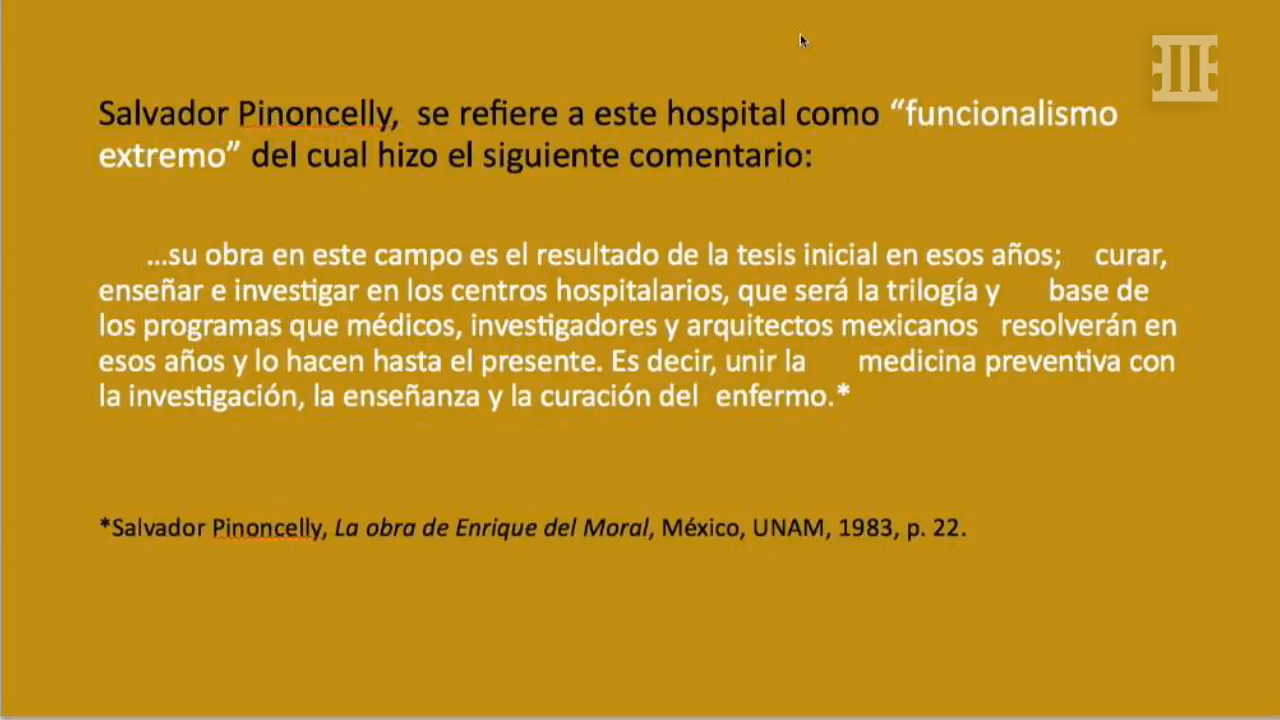 Salvador Pinoncelly, se refiere a este hospital como “funcionalismo
extremo” del cual hizo el siguiente comentario:
...su obra en este campo es el resultado de la tesis inicial en esos años; curar,
enseñar e investigar en los centros hospitalarios, que será la trilogía y base de
los programas que médicos, investigadores y arquitectos mexicanos resolverán en
esos años y lo hacen hasta el presente. Es decir, unir la medicina preventiva con
la investigación, la enseñanza y la curación del enfermo.*
*Salvador Pinoncelly, La obra de Enrique del Moral, México, UNAM, 1983, p. 22.